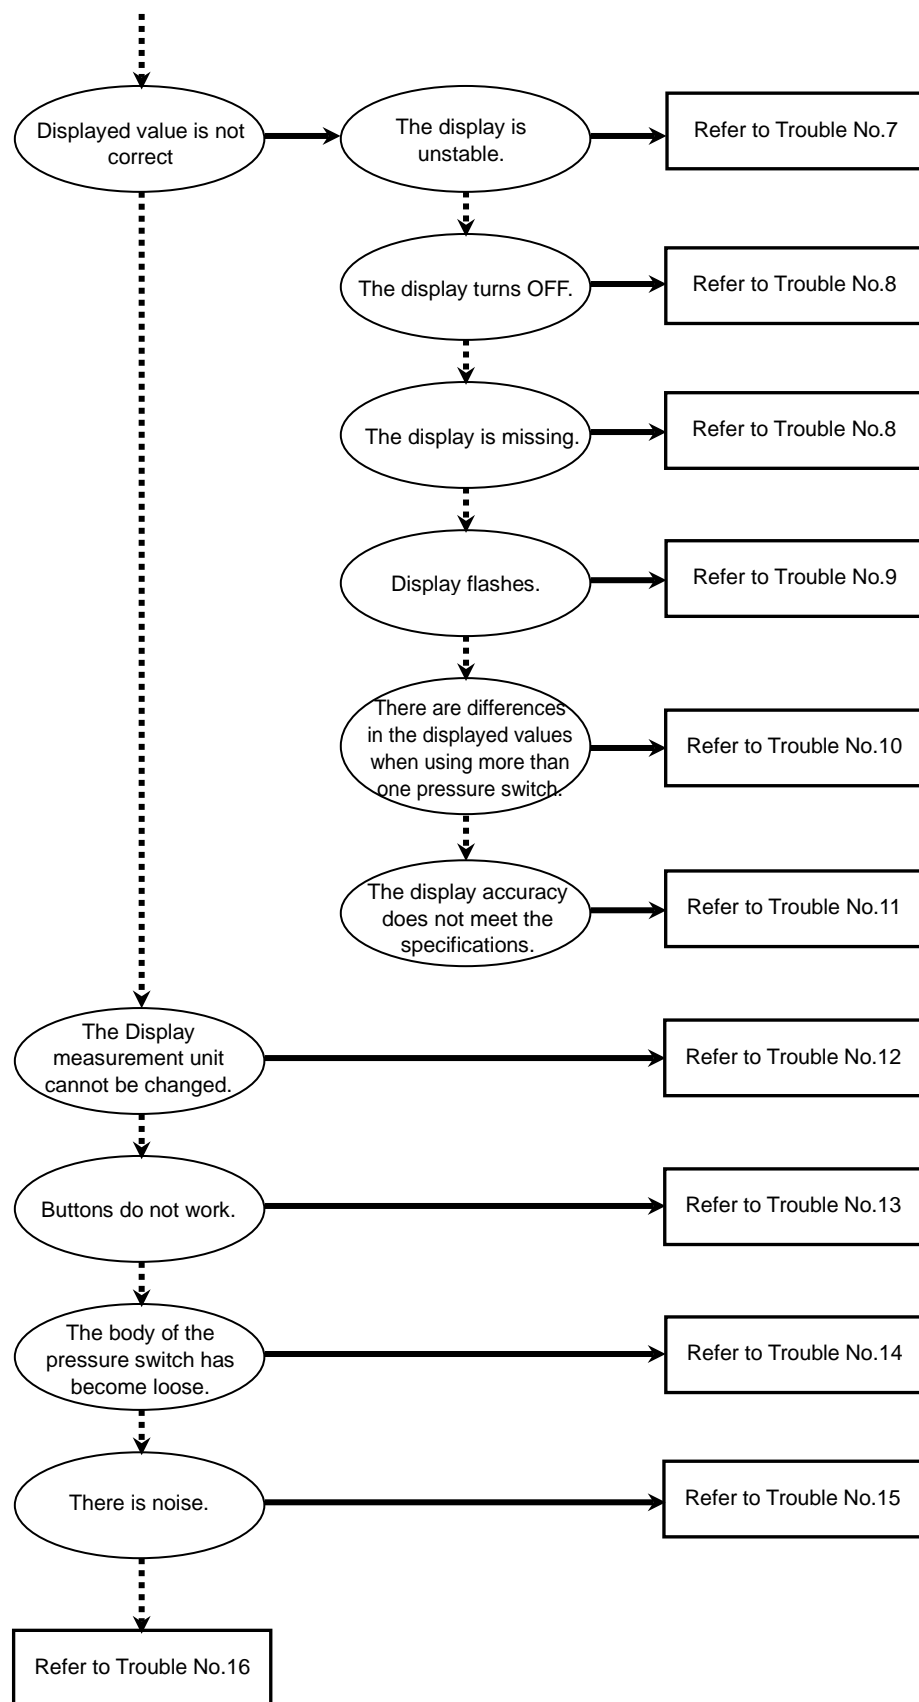 Displayed value is not
correct
The display is
unstable.
Refer to Trouble No.7
The display turns OFF.
Refer to Trouble No.8
The display is missing.
Refer to Trouble No.8
Display flashes.
Refer to Trouble No.9
There are differences
in the displayed values
when using more than
one pressure switch.
Refer to Trouble No.10
The display accuracy
does not meet the
specifications.
Refer to Trouble No.11
The Display
measurement unit
cannot be changed.
Refer to Trouble No.12
Buttons do not work.
Refer to Trouble No.13
The body of the
pressure switch has
become loose.
Refer to Trouble No.14
There is noise.
Refer to Trouble No.15
Refer to Trouble No.16